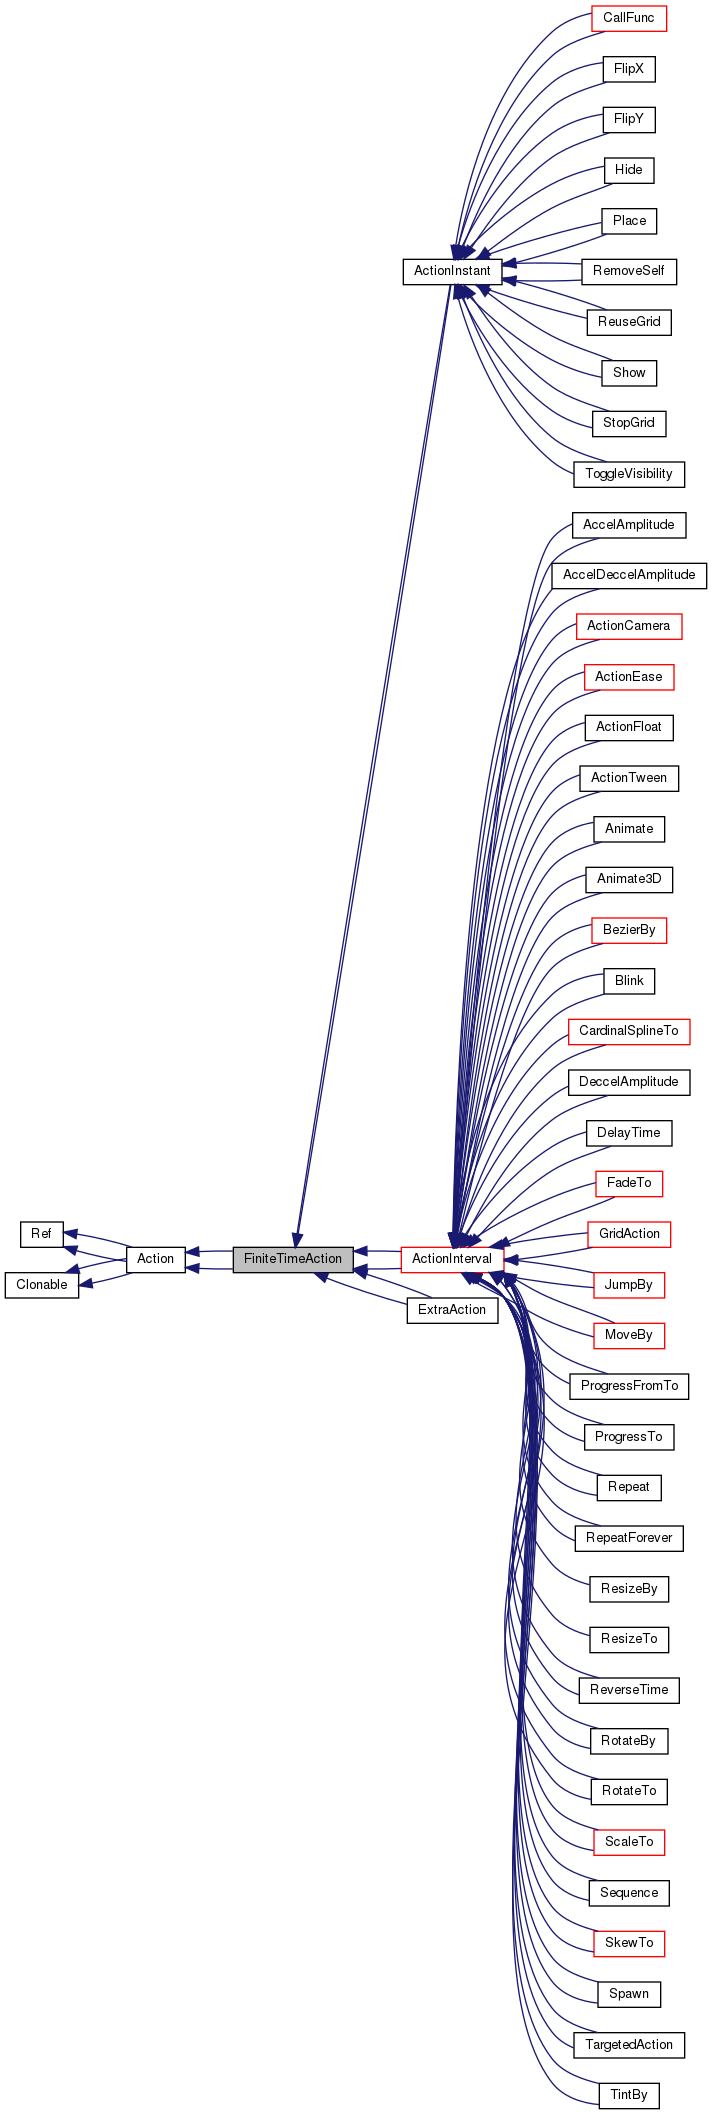 CallFunc
FlipX
FlipY
Hide
Place
ActionInstant
RemoveSelf
ReuseGrid
Show
StopGrid
ToggleVisibility
AccelAmplitude
AccelDeccelAmplitude
ActionCamera
ActionEase
ActionFloat
ActionTween
Animate
Animate3D
BezierBy
Blink
CardinalSplineTo
DeccelAmplitude
DelayTime
FadeTo
Ref
GridAction
Action
FiniteTimeAction
ActionInterval
Clonable
JumpBy
ExtraAction
MoveBy
ProgressFromTo
ProgressTo
Repeat
RepeatForever
ResizeBy
ResizeTo
ReverseTime
RotateBy
RotateTo
ScaleTo
Sequence
SkewTo
Spawn
TargetedAction
TintBy